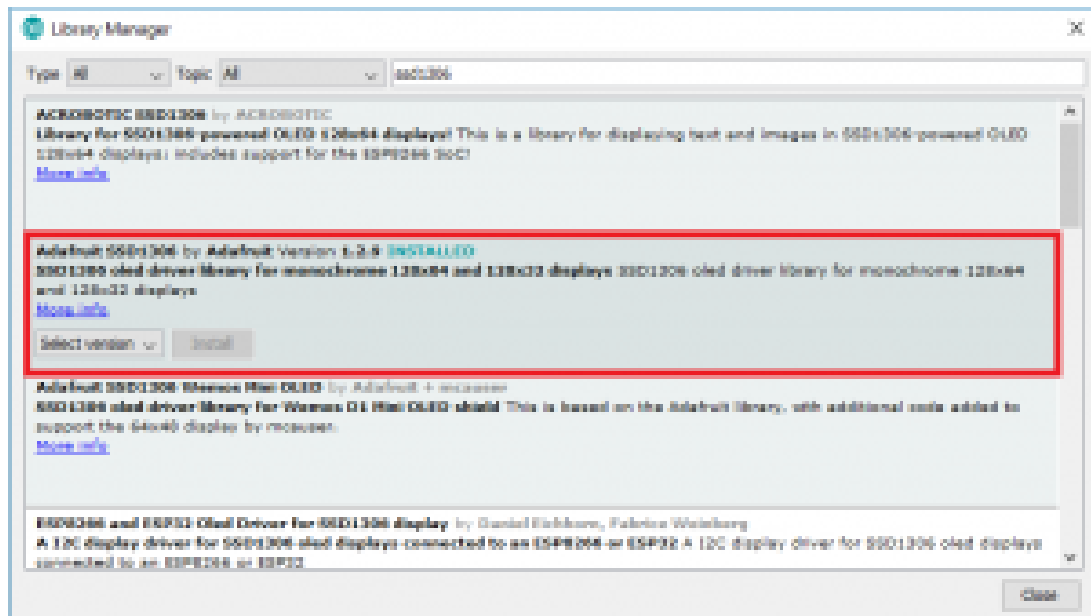 Library Manager
Type All Topic All ssd1306
ACROBOTIC SSD1306 by ACROBOTIC
Library for SSD1306-powered OLED 128x64 displays! This is a library for displaying text and images in SSD1306-powered OLED
128x64 displays; includes support for the ESP8266 SoC!
More info
Adafruit SSD1306 by Adafruit Version 1.2.9 INSTALLED
SSD1306 oled driver library for monochrome 128x64 and 128x32 displays SSD1306 oled driver library for monochrome 128x64
and 128x32 displays
More info
Select version Install
Adafruit SSD1306 Wemos Mini OLED by Adafruit + mcauser
SSD1306 oled driver library for Wemos D1 Mini OLED shield This is based on the Adafruit library, with additional code added to
support the 64x48 display by mcauser.
More info
ESP8266 and ESP32 Oled Driver for SSD1306 display by Daniel Eichhorn, Fabrice Weinberg
A I2C display driver for SSD1306 oled displays connected to an ESP8266 or ESP32 A I2C display driver for SSD1306 oled displays
connected to an ESP8266 or ESP32
Close